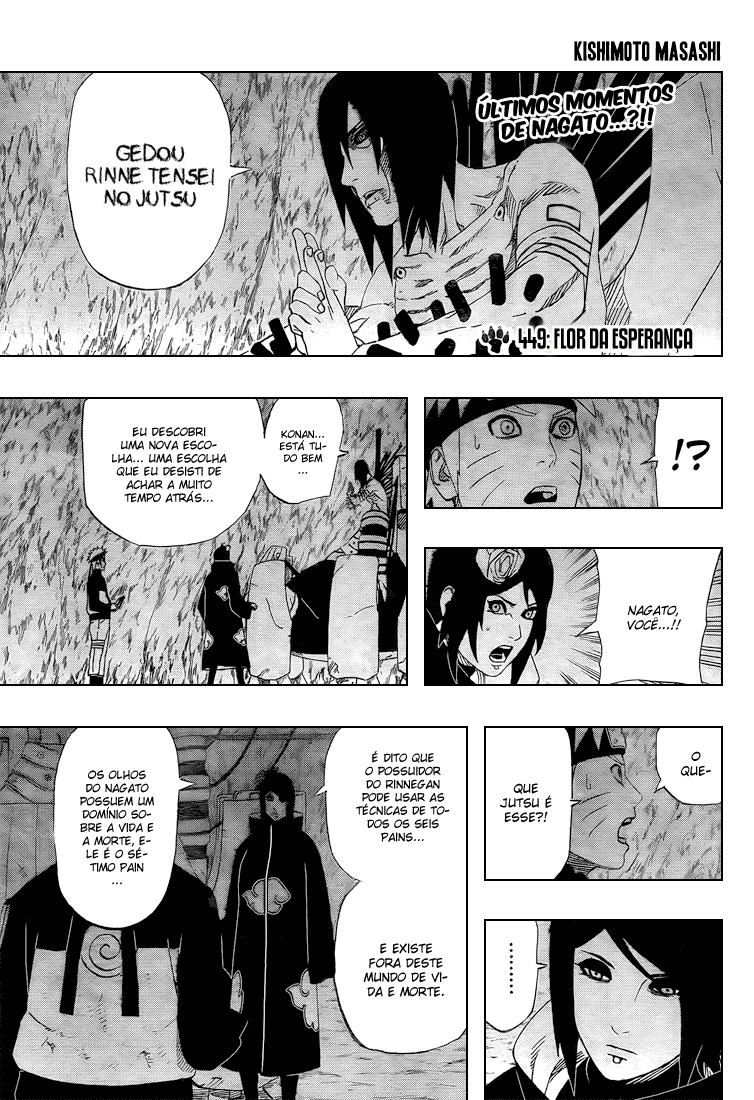 KISHIMOTO MASASHI
ÚLTIMOS MOMENTOS
DE NAGATO...?!!
GEDOU
RINNE TENSEI
NO JUTSU
449: FLOR DA ESPERANÇA
!?
NAGATO,
VOCÊ...!!
KONAN...
ESTÁ TU-
DO BEM
...
EU DESCOBRI
UMA NOVA ESCO-
LHA... UMA ESCOLHA
QUE EU DESISTI DE
ACHAR A MUITO
TEMPO ATRÁS...
O
QUE-
QUE
JUTSU É
ESSE?!
.........
É DITO QUE
O POSSUIDOR
DO RINNEGAN
PODE USAR AS
TÉCNICAS DE TO-
DOS OS SEIS
PAINS...
E EXISTE
FORA DESTE
MUNDO DE VI-
DA E MORTE.
OS OLHOS
DO NAGATO
POSSUEM UM
DOMÍNIO SO-
BRE A VIDA E
A MORTE, E-
LE É O SÉ-
TIMO PAIN
...